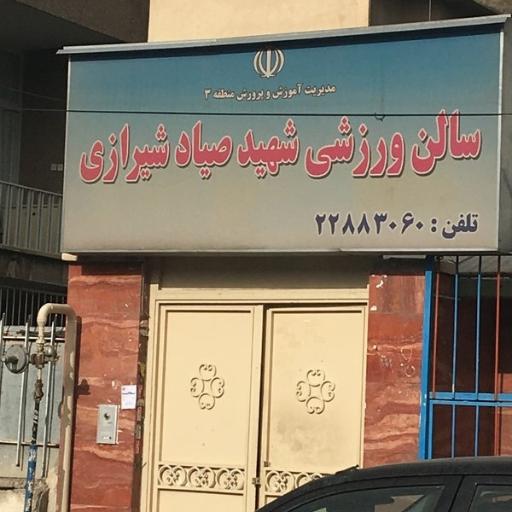 مدیریت آموزش و پرورش منطقه ۳
سالن ورزشی شهید صیاد شیرازی
تلفن : ۲۲۸۸۳۰۶۰